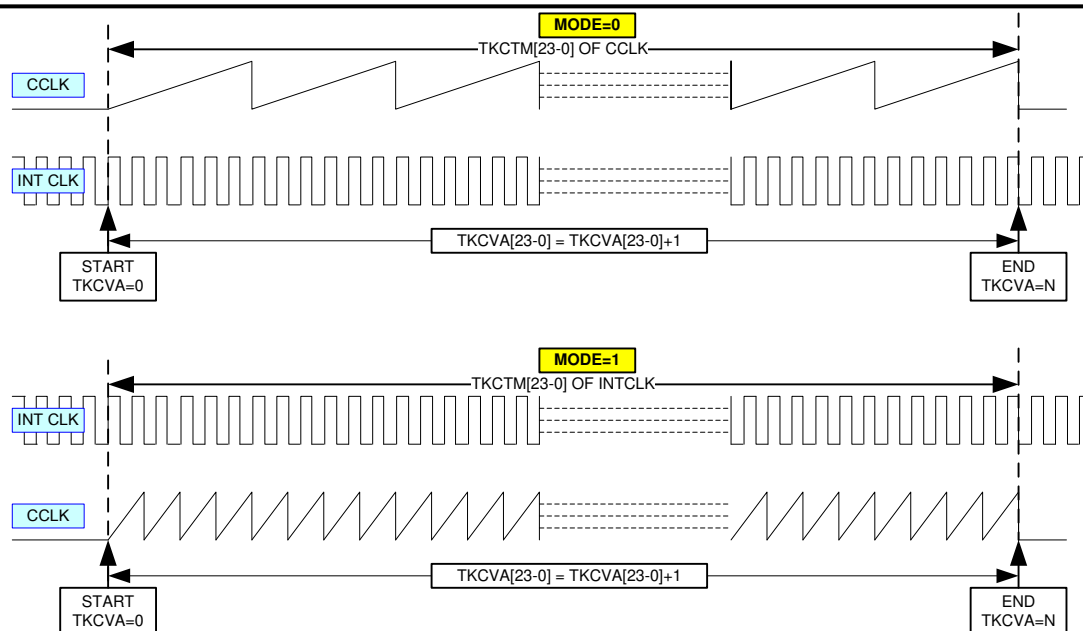 MODE=0
TKCTM[23-0] OF CCLK
CCLK
INT CLK
TKCVA[23-0] = TKCVA[23-0]+1
START
TKCVA=0
END
TKCVA=N
MODE=1
TKCTM[23-0] OF INTCLK
INT CLK
CCLK
TKCVA[23-0] = TKCVA[23-0]+1
START
TKCVA=0
END
TKCVA=N